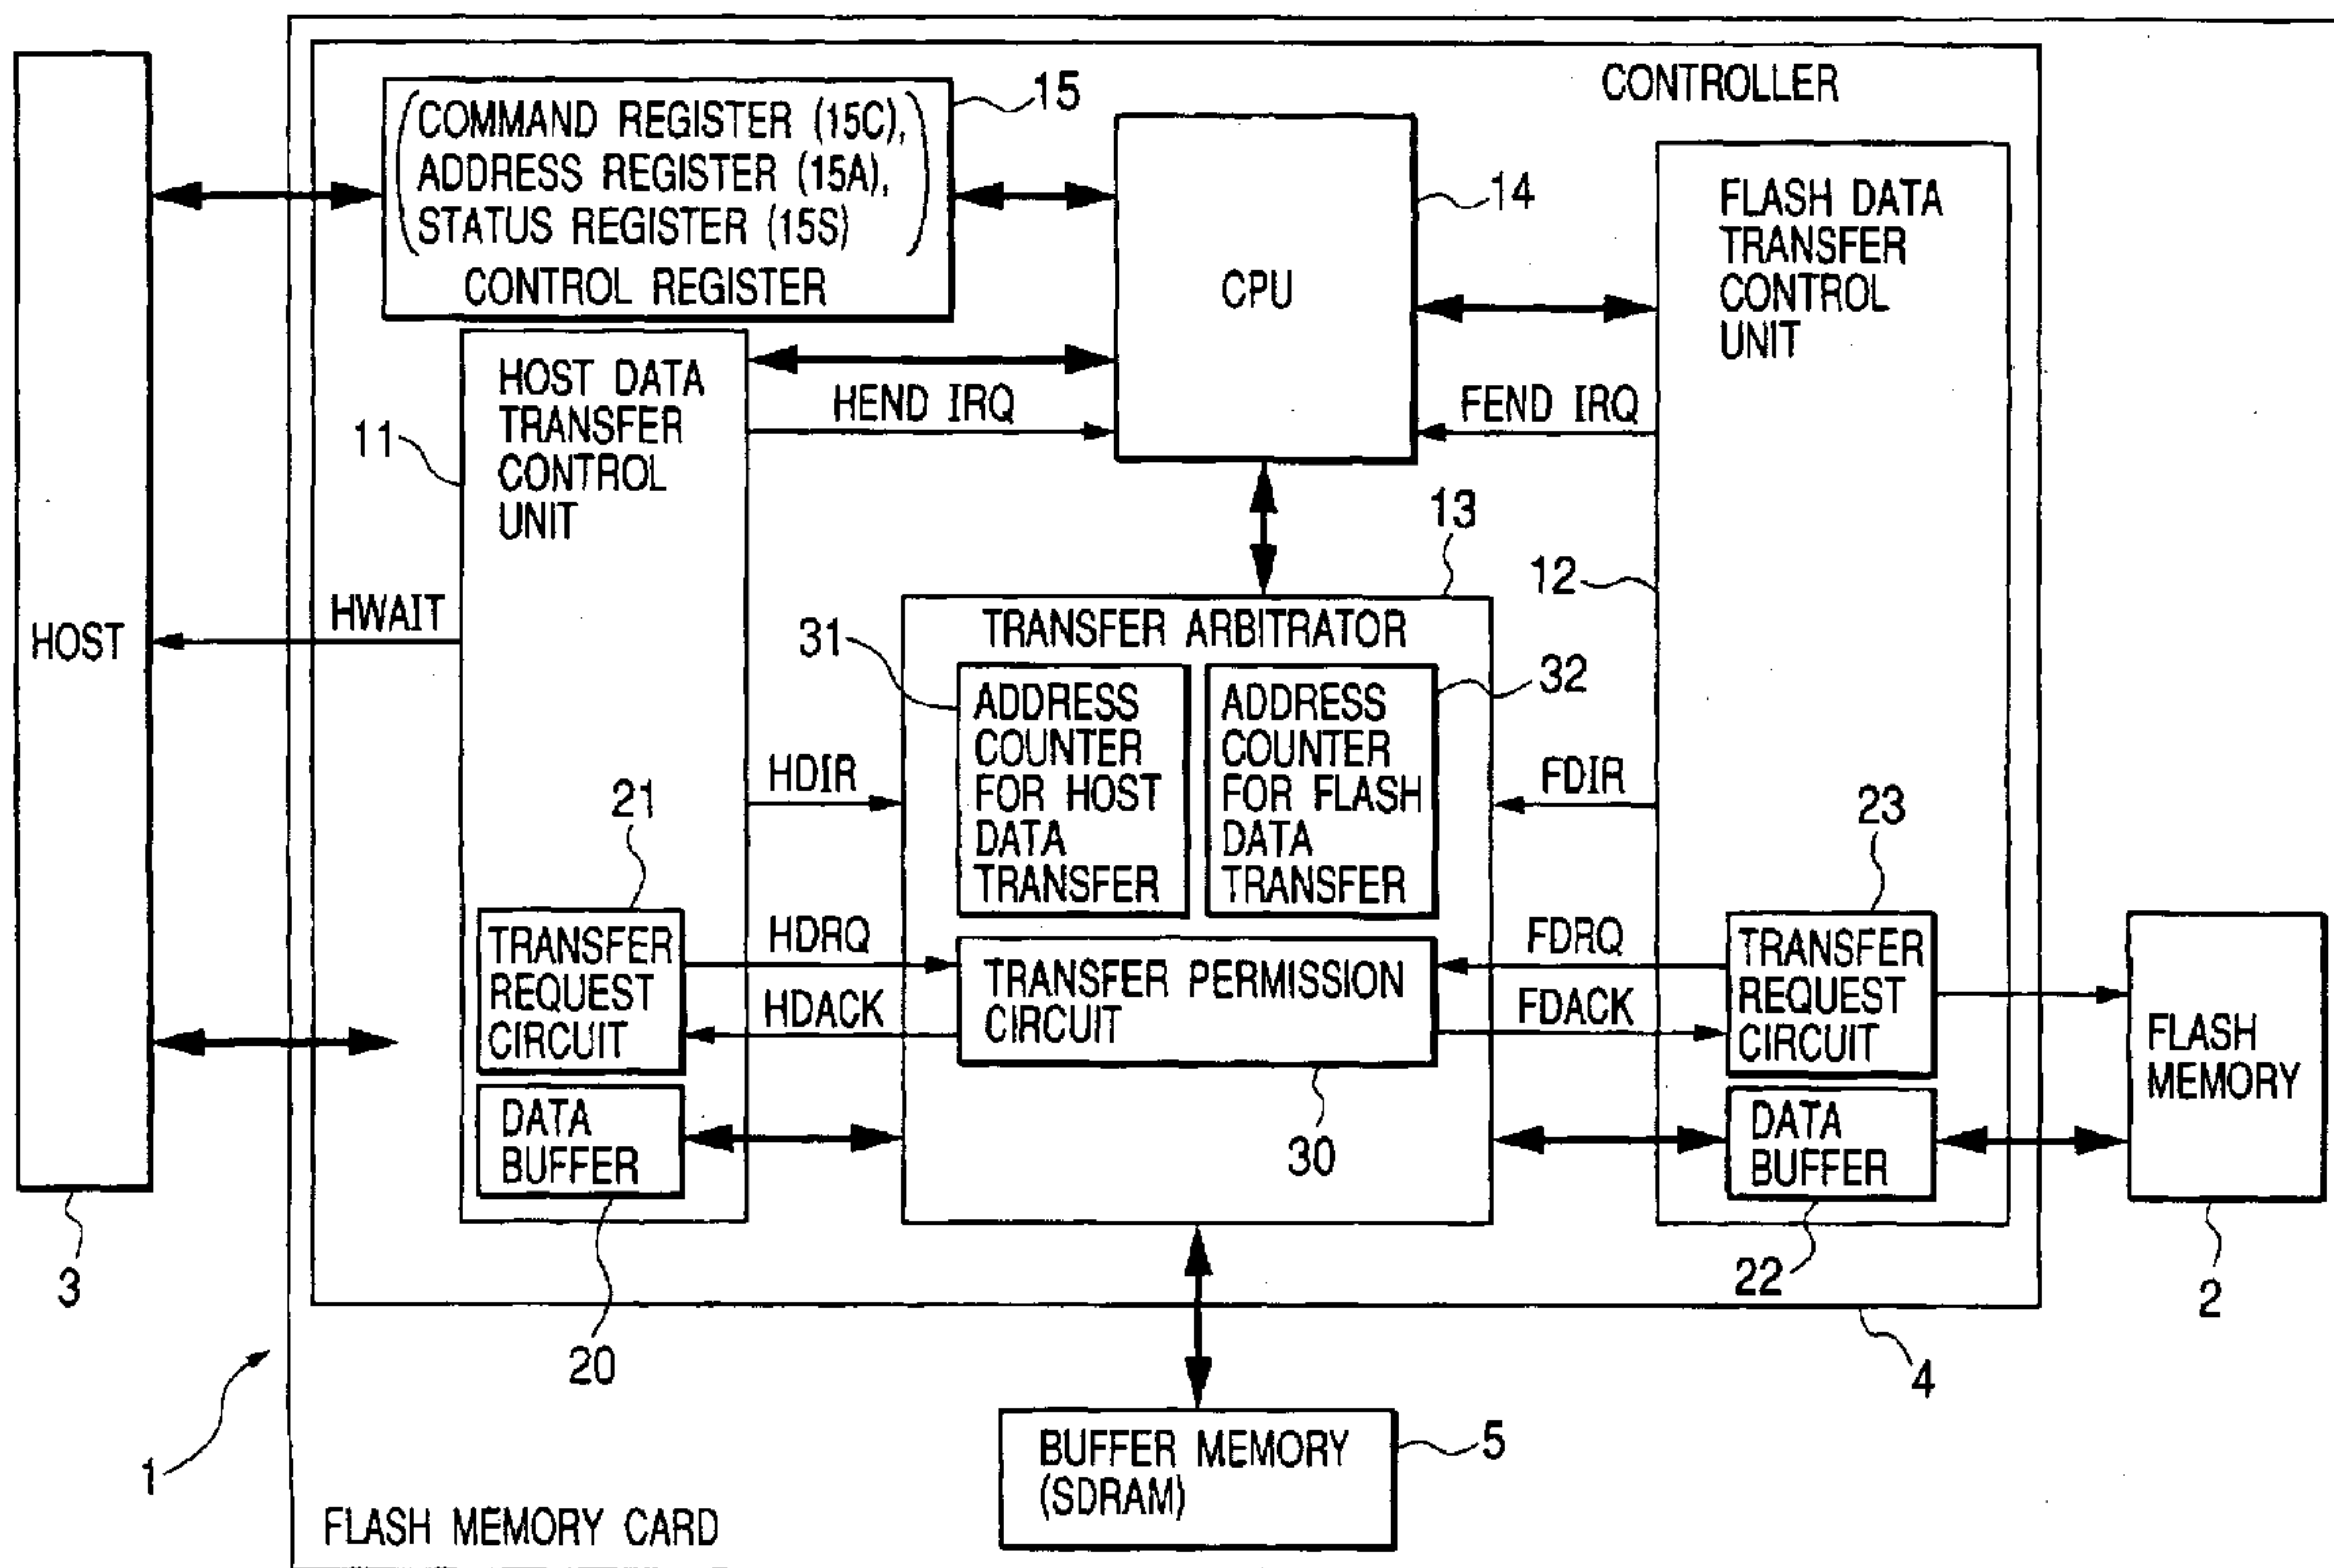 CONTROLLER
15
(COMMAND REGISTER (15C),
ADDRESS REGISTER (15A),
STATUS REGISTER (15S))
CONTROL REGISTER
CPU
14
FLASH DATA
TRANSFER
CONTROL
UNIT
HOST DATA
TRANSFER
CONTROL
UNIT
11
HEND IRQ
FEND IRQ
13
12
HOST
HWAIT
TRANSFER ARBITRATOR
31
32
ADDRESS
COUNTER
FOR HOST
DATA
TRANSFER
ADDRESS
COUNTER
FOR FLASH
DATA
TRANSFER
HDIR
FDIR
21
23
TRANSFER
REQUEST
CIRCUIT
HDRQ
HDACK
TRANSFER PERMISSION
CIRCUIT
FDRQ
FDACK
TRANSFER
REQUEST
CIRCUIT
FLASH
MEMORY
DATA
BUFFER
30
DATA
BUFFER
3
20
22
2
4
1
BUFFER MEMORY
(SDRAM)
5
FLASH MEMORY CARD